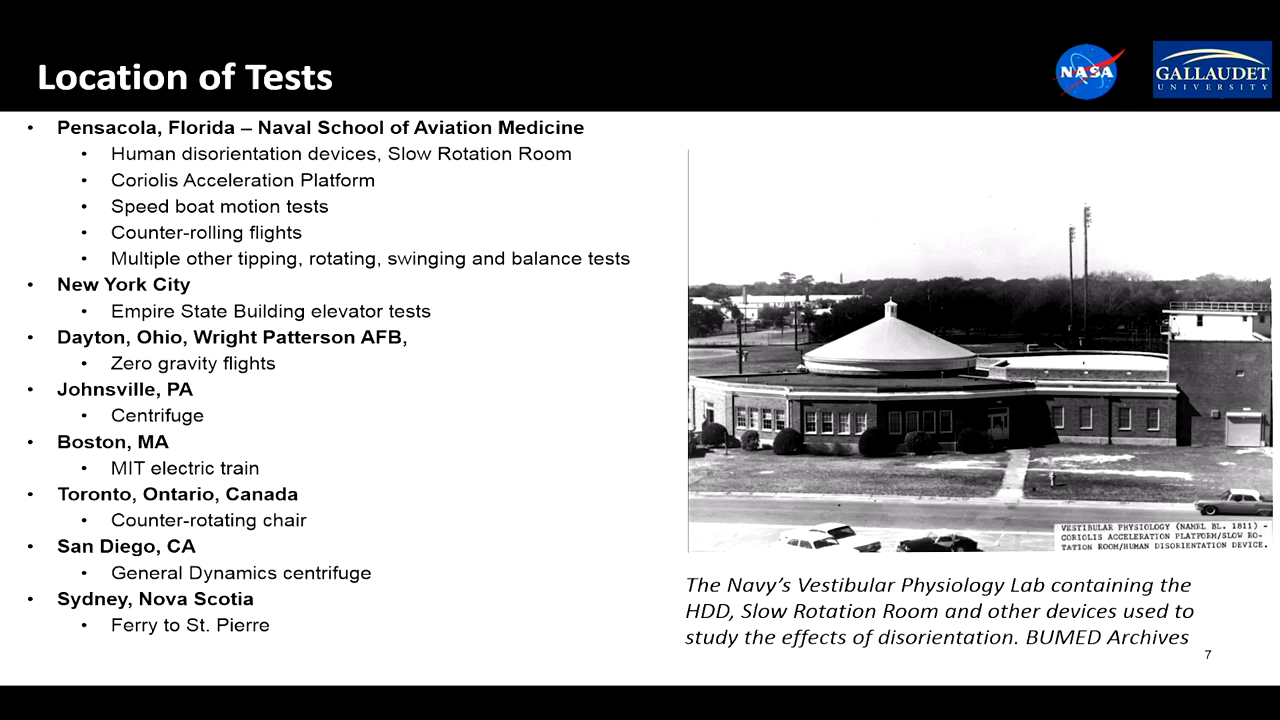 Location of Tests
NASA
GALLAUDET
UNIVERSITY
• Pensacola, Florida – Naval School of Aviation Medicine
• Human disorientation devices, Slow Rotation Room
• Coriolis Acceleration Platform
• Speed boat motion tests
• Counter-rolling flights
• Multiple other tipping, rotating, swinging and balance tests
• New York City
• Empire State Building elevator tests
• Dayton, Ohio, Wright Patterson AFB,
• Zero gravity flights
• Johnsville, PA
• Centrifuge
• Boston, MA
• MIT electric train
• Toronto, Ontario, Canada
• Counter-rotating chair
• San Diego, CA
• General Dynamics centrifuge
• Sydney, Nova Scotia
• Ferry to St. Pierre
VESTIBULAR PHYSIOLOGY (NAMRL BL. 1811) -
CORIOLIS ACCELERATION PLATFORM/SLOW RO-
TATION ROOM/HUMAN DISORIENTATION DEVICE.
The Navy's Vestibular Physiology Lab containing the
HDD, Slow Rotation Room and other devices used to
study the effects of disorientation. BUMED Archives
7